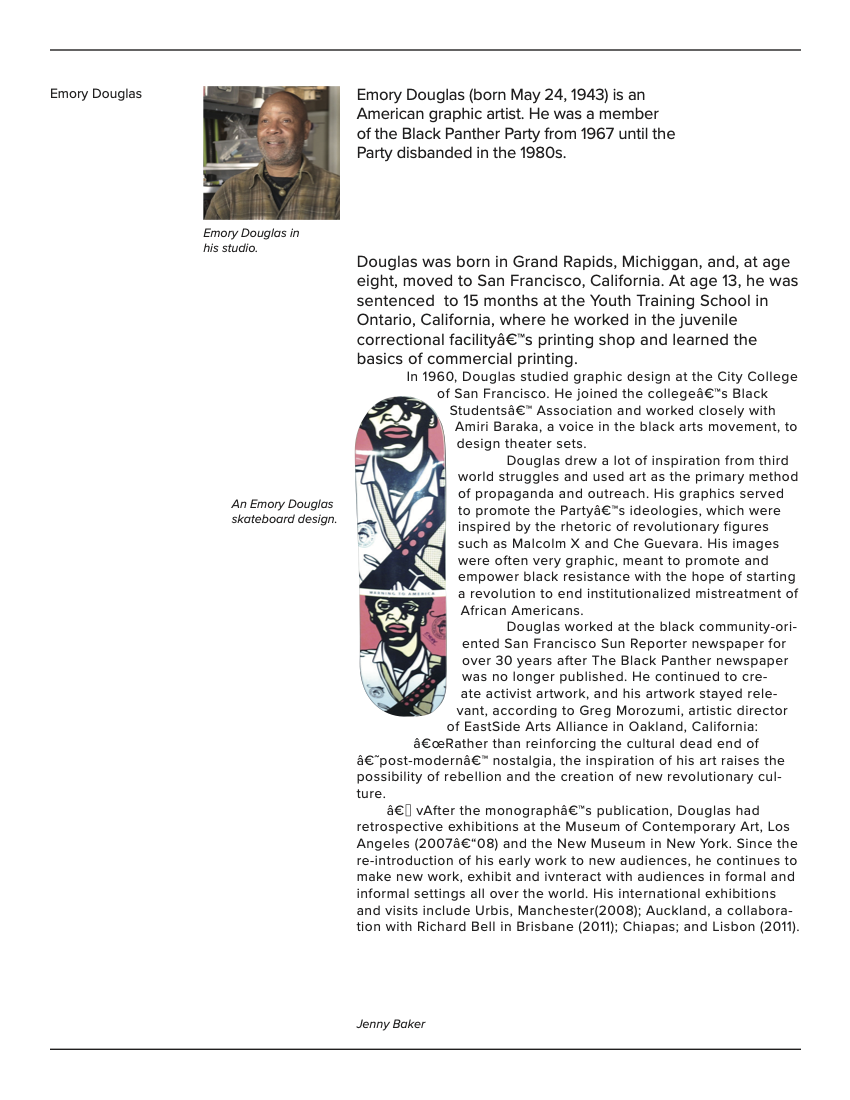 Emory Douglas
Emory Douglas (born May 24, 1943) is an
American graphic artist. He was a member
of the Black Panther Party from 1967 until the
Party disbanded in the 1980s.
Emory Douglas in
his studio.
Douglas was born in Grand Rapids, Michiggan, and, at age
eight, moved to San Francisco, California. At age 13, he was
sentenced  to 15 months at the Youth Training School in
Ontario, California, where he worked in the juvenile
correctional facilityâ€™s printing shop and learned the
basics of commercial printing.
In 1960, Douglas studied graphic design at the City College
of San Francisco. He joined the collegeâ€™s Black
Studentsâ€™ Association and worked closely with
Amiri Baraka, a voice in the black arts movement, to
design theater sets.
Douglas drew a lot of inspiration from third
world struggles and used art as the primary method
of propaganda and outreach. His graphics served
to promote the Partyâ€™s ideologies, which were
inspired by the rhetoric of revolutionary figures
such as Malcolm X and Che Guevara. His images
were often very graphic, meant to promote and
empower black resistance with the hope of starting
a revolution to end institutionalized mistreatment of
African Americans.
An Emory Douglas
skateboard design.
WARNING TO AMERICA
Douglas worked at the black community-ori-
ented San Francisco Sun Reporter newspaper for
over 30 years after The Black Panther newspaper
was no longer published. He continued to cre-
ate activist artwork, and his artwork stayed rele-
vant, according to Greg Morozumi, artistic director
of EastSide Arts Alliance in Oakland, California:
â€œRather than reinforcing the cultural dead end of
â€˜post-modernâ€™ nostalgia, the inspiration of his art raises the
possibility of rebellion and the creation of new revolutionary cul-
ture.
â€▯ vAfter the monographâ€™s publication, Douglas had
retrospective exhibitions at the Museum of Contemporary Art, Los
Angeles (2007â€“08) and the New Museum in New York. Since the
re-introduction of his early work to new audiences, he continues to
make new work, exhibit and ivnteract with audiences in formal and
informal settings all over the world. His international exhibitions
and visits include Urbis, Manchester(2008); Auckland, a collabora-
tion with Richard Bell in Brisbane (2011); Chiapas; and Lisbon (2011).
Jenny Baker